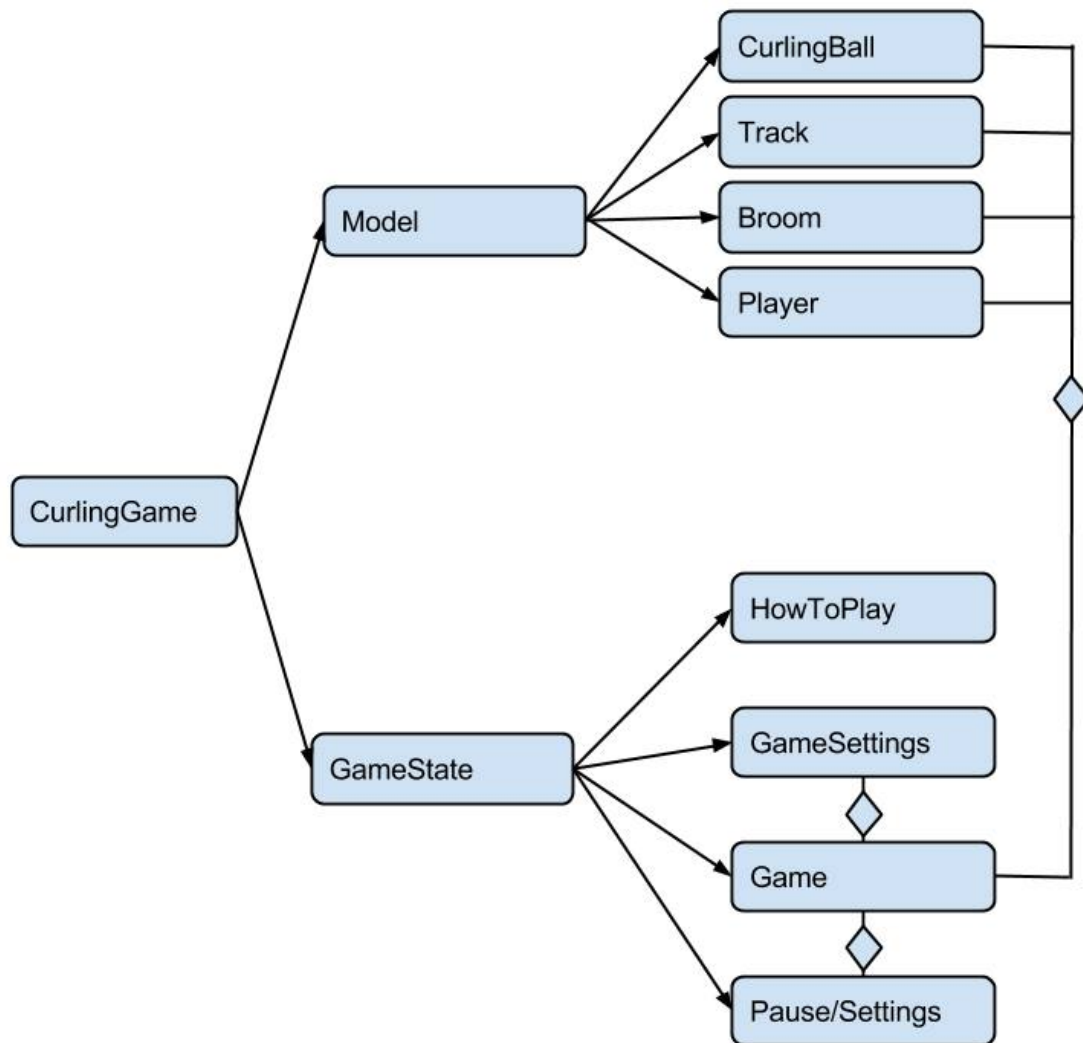 CurlingBall
Track
Model
Broom
Player
CurlingGame
HowToPlay
GameSettings
GameState
Game
Pause/Settings